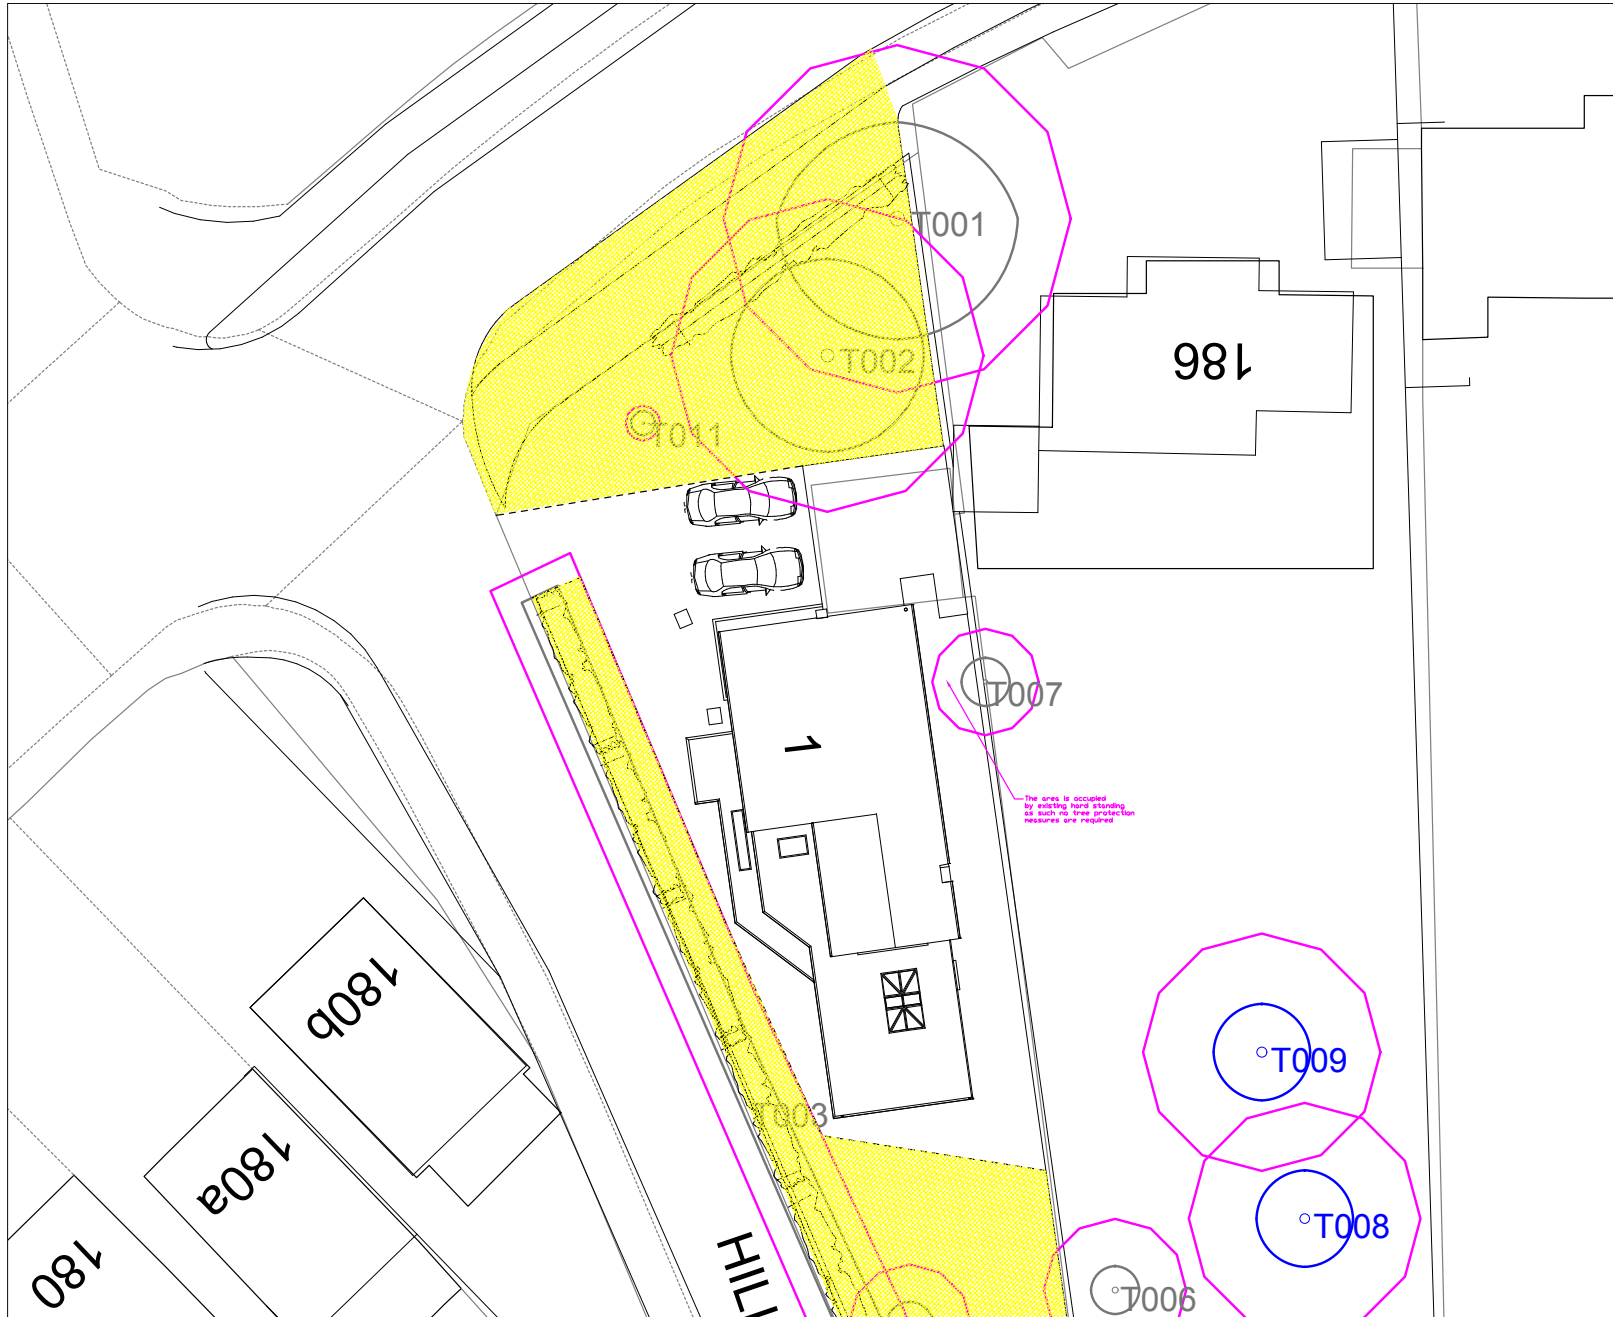 T001
T002
186
T011
T007
1
The area is occupied
by existing hard standing
as such no tree protection
measures are required
180b
T009
T003
180a
T008
180
HILL
T006